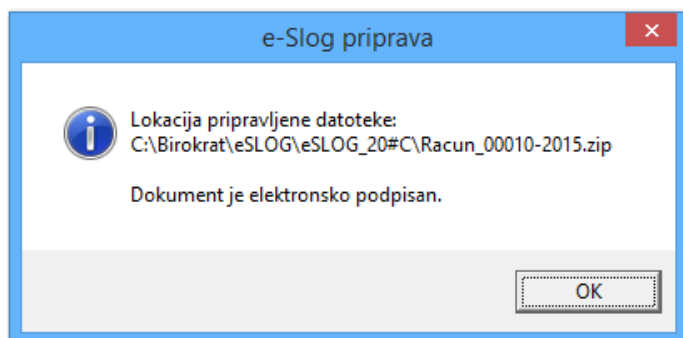 e-Slog priprava
Lokacija pripravljene datoteke:
C:\Birokrat\eSLOG\eSLOG_20#C\Racun_00010-2015.zip
Dokument je elektronsko podpisan.
OK